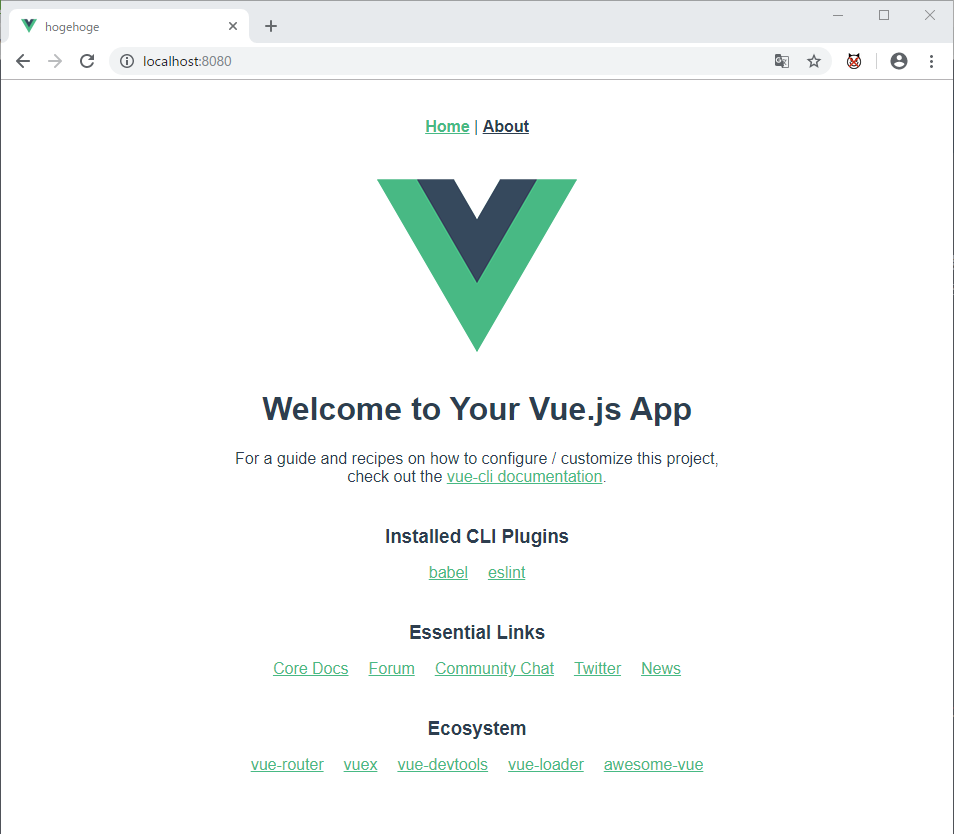 hogehoge
localhost:8080
Home | About
Welcome to Your Vue.js App
For a guide and recipes on how to configure / customize this project,
check out the vue-cli documentation.
Installed CLI Plugins
babel eslint
Essential Links
Core Docs Forum Community Chat Twitter News
Ecosystem
vue-router vuex vue-devtools vue-loader awesome-vue